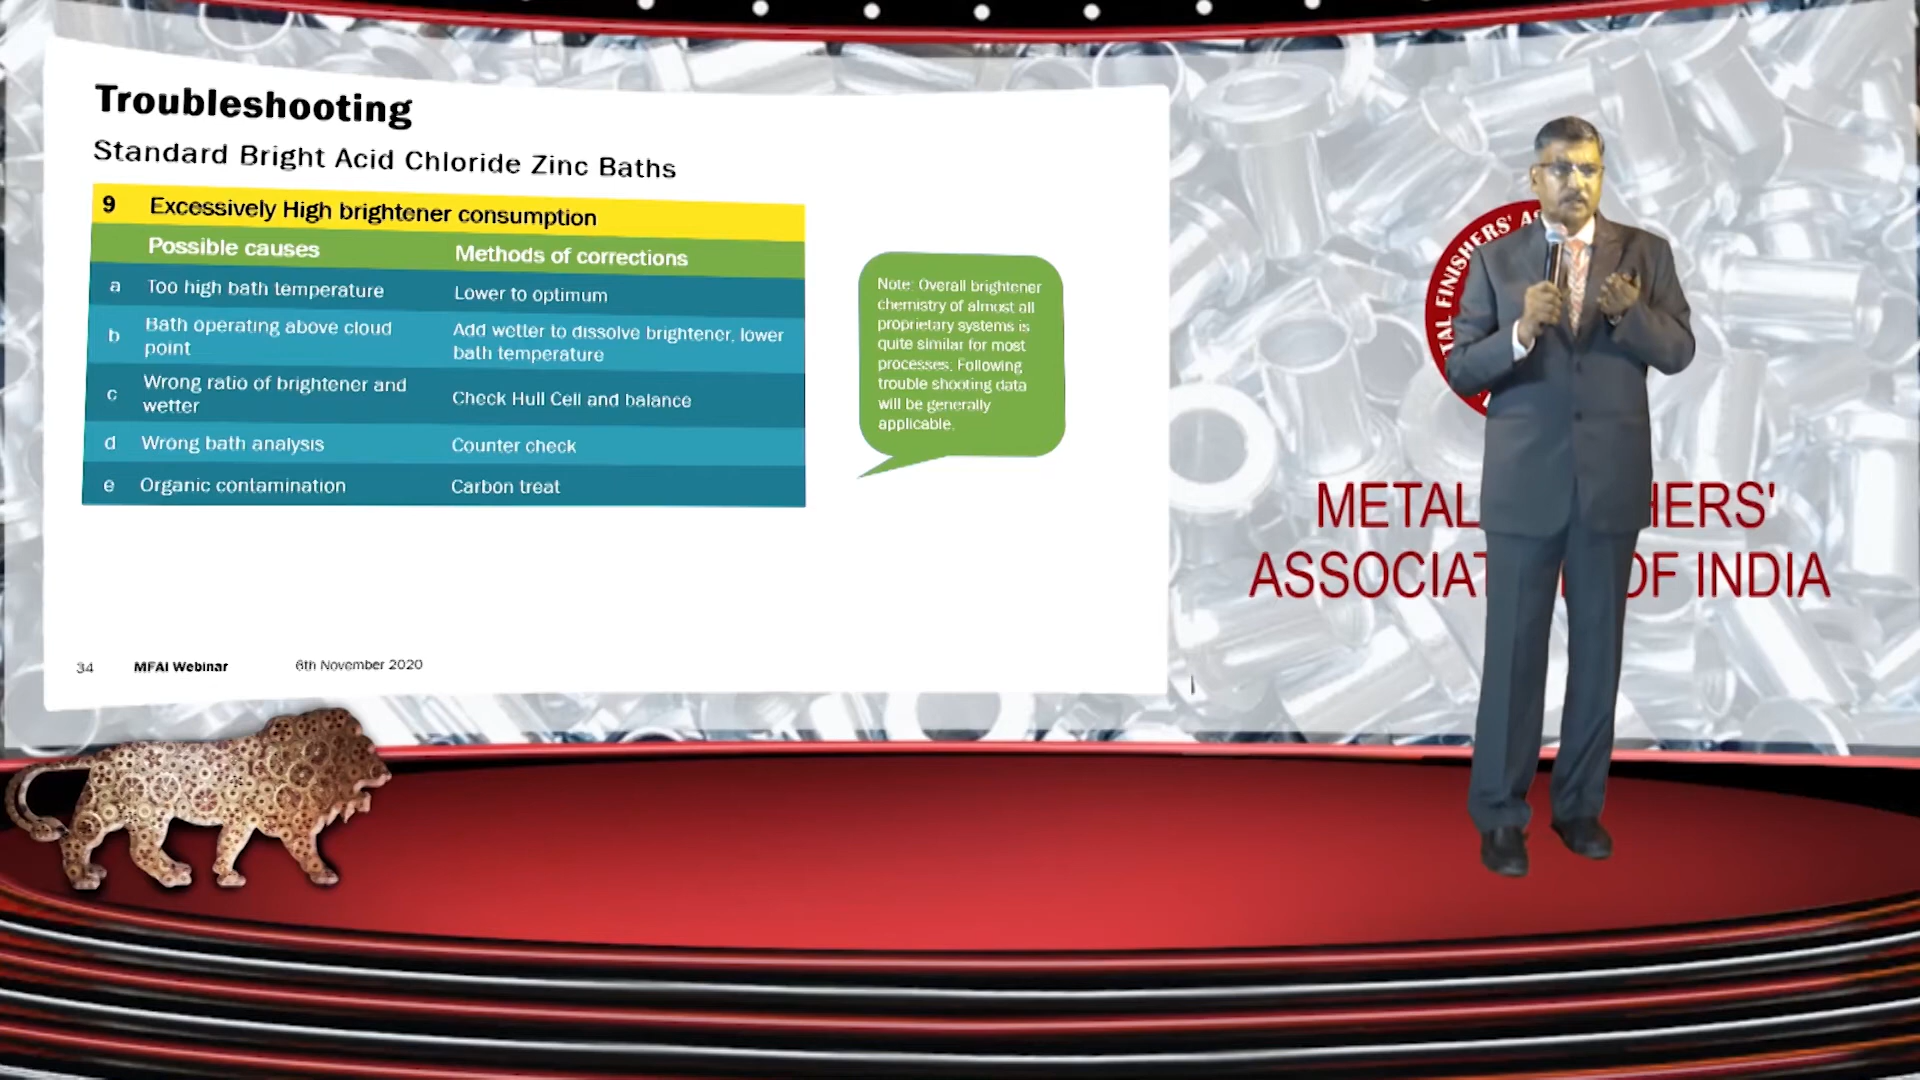 Troubleshooting
Standard Bright Acid Chloride Zinc Baths
9 Excessively High brightener consumption
Possible causes Methods of corrections
a Too high bath temperature Lower to optimum
b Bath operating above cloud point Add wetter to dissolve brightener, lower bath temperature
c Wrong ratio of brightener and wetter Check Hull Cell and balance
d Wrong bath analysis Counter check
e Organic contamination Carbon treat
Note: Overall brightener
chemistry of almost all
proprietary systems is
quite similar for most
processes. Following
trouble shooting data
will be generally
applicable.
34 MFAI Webinar 6th November 2020
TAL FINISHERS' AS
METAL HERS'
ASSOCIAT OF INDIA